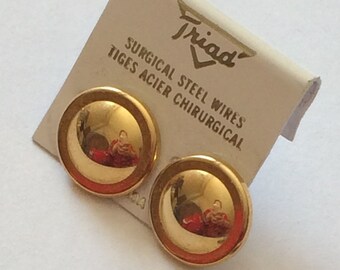 Triad
SURGICAL STEEL WIRES
TIGES ACIER CHIRURGICAL